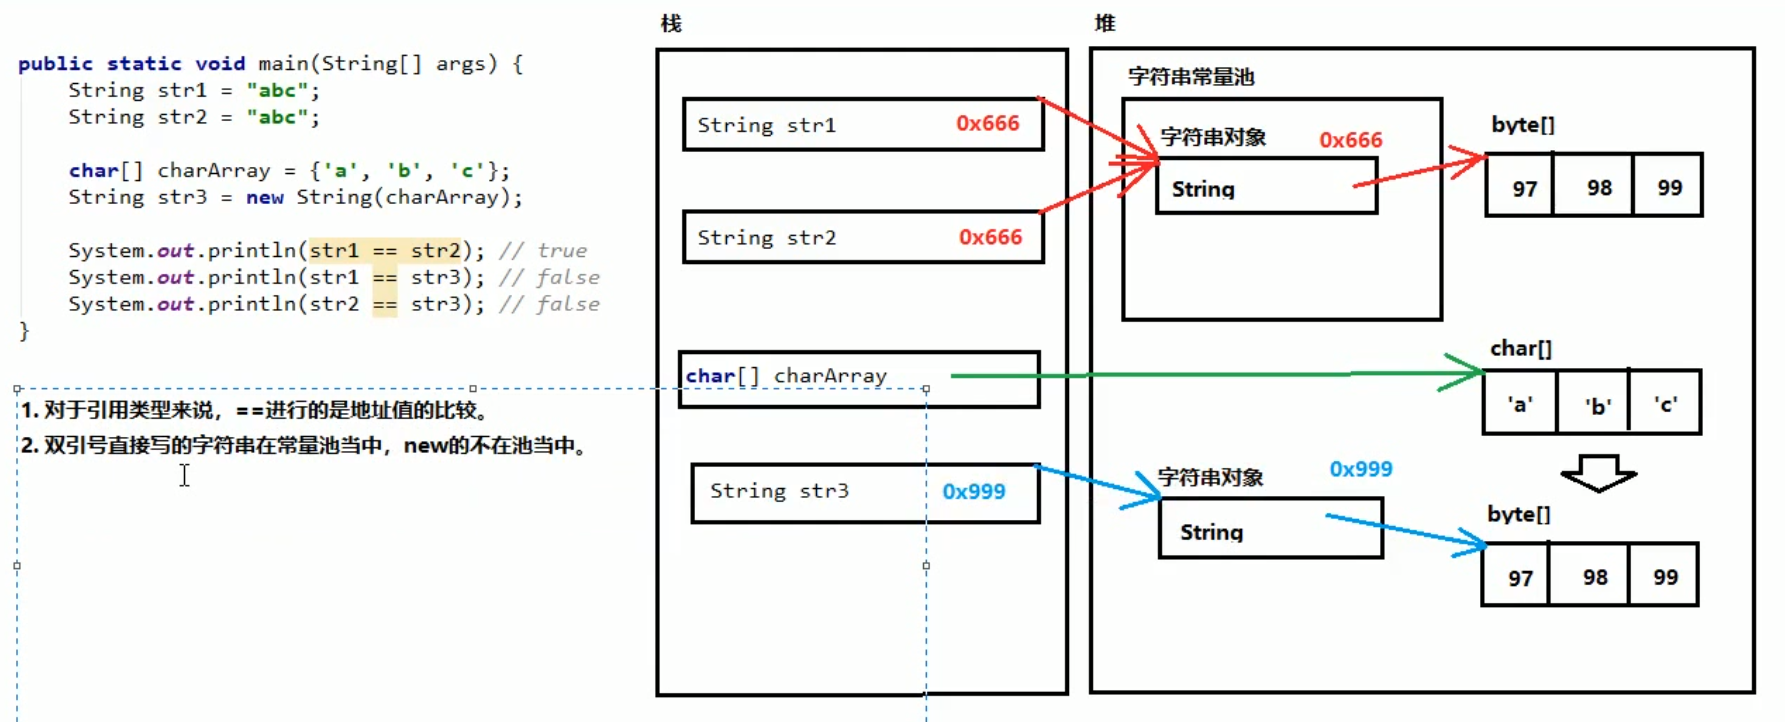 public static void main(String[] args) {
String str1 = "abc";
String str2 = "abc";
char[] charArray = {'a', 'b', 'c'};
String str3 = new String(charArray);
System.out.println(str1 == str2); // true
System.out.println(str1 == str3); // false
System.out.println(str2 == str3); // false
}
1. 对于引用类型来说，==进行的是地址值的比较。
2. 双引号直接写的字符串在常量池当中，new的不在池当中。
栈
String str1 0x666
String str2 0x666
char[] charArray
String str3 0x999
堆
字符串常量池
字符串对象 0x666
String
byte[]
97 98 99
char[]
'a' 'b' 'c'
字符串对象 0x999
String
byte[]
97 98 99